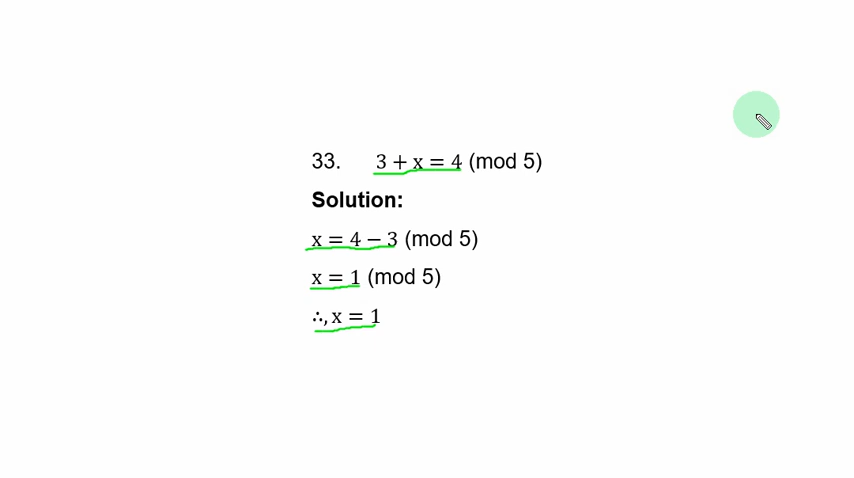 33. 3 + x = 4 (mod 5)
Solution:
x = 4 − 3 (mod 5)
x = 1 (mod 5)
∴, x = 1